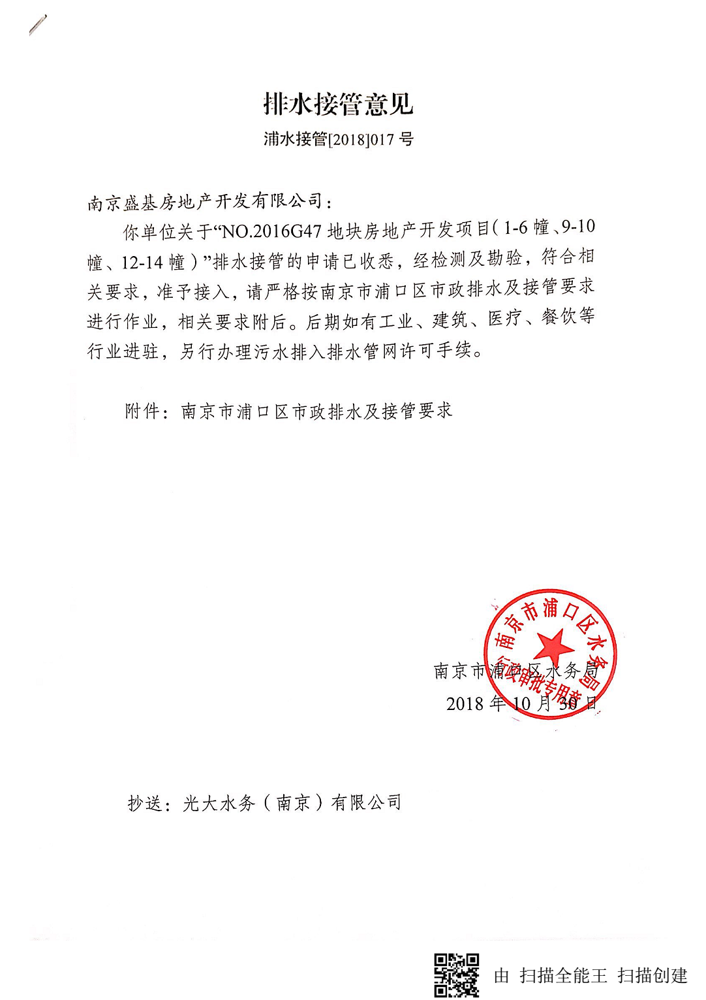 排水接管意见
浦水接管[2018]017 号
南京盛基房地产开发有限公司：
你单位关于“NO.2016G47 地块房地产开发项目（1-6 幢、9-10
幢、12-14 幢）”排水接管的申请已收悉，经检测及勘验，符合相
关要求，准予接入，请严格按南京市浦口区市政排水及接管要求
进行作业，相关要求附后。后期如有工业、建筑、医疗、餐饮等
行业进驻，另行办理污水排入排水管网许可手续。
附件：南京市浦口区市政排水及接管要求
南京市浦口区水务局
行政审批专用章
南京市浦口区水务局
2018 年 10 月 30 日
抄送：光大水务（南京）有限公司
由 扫描全能王 扫描创建